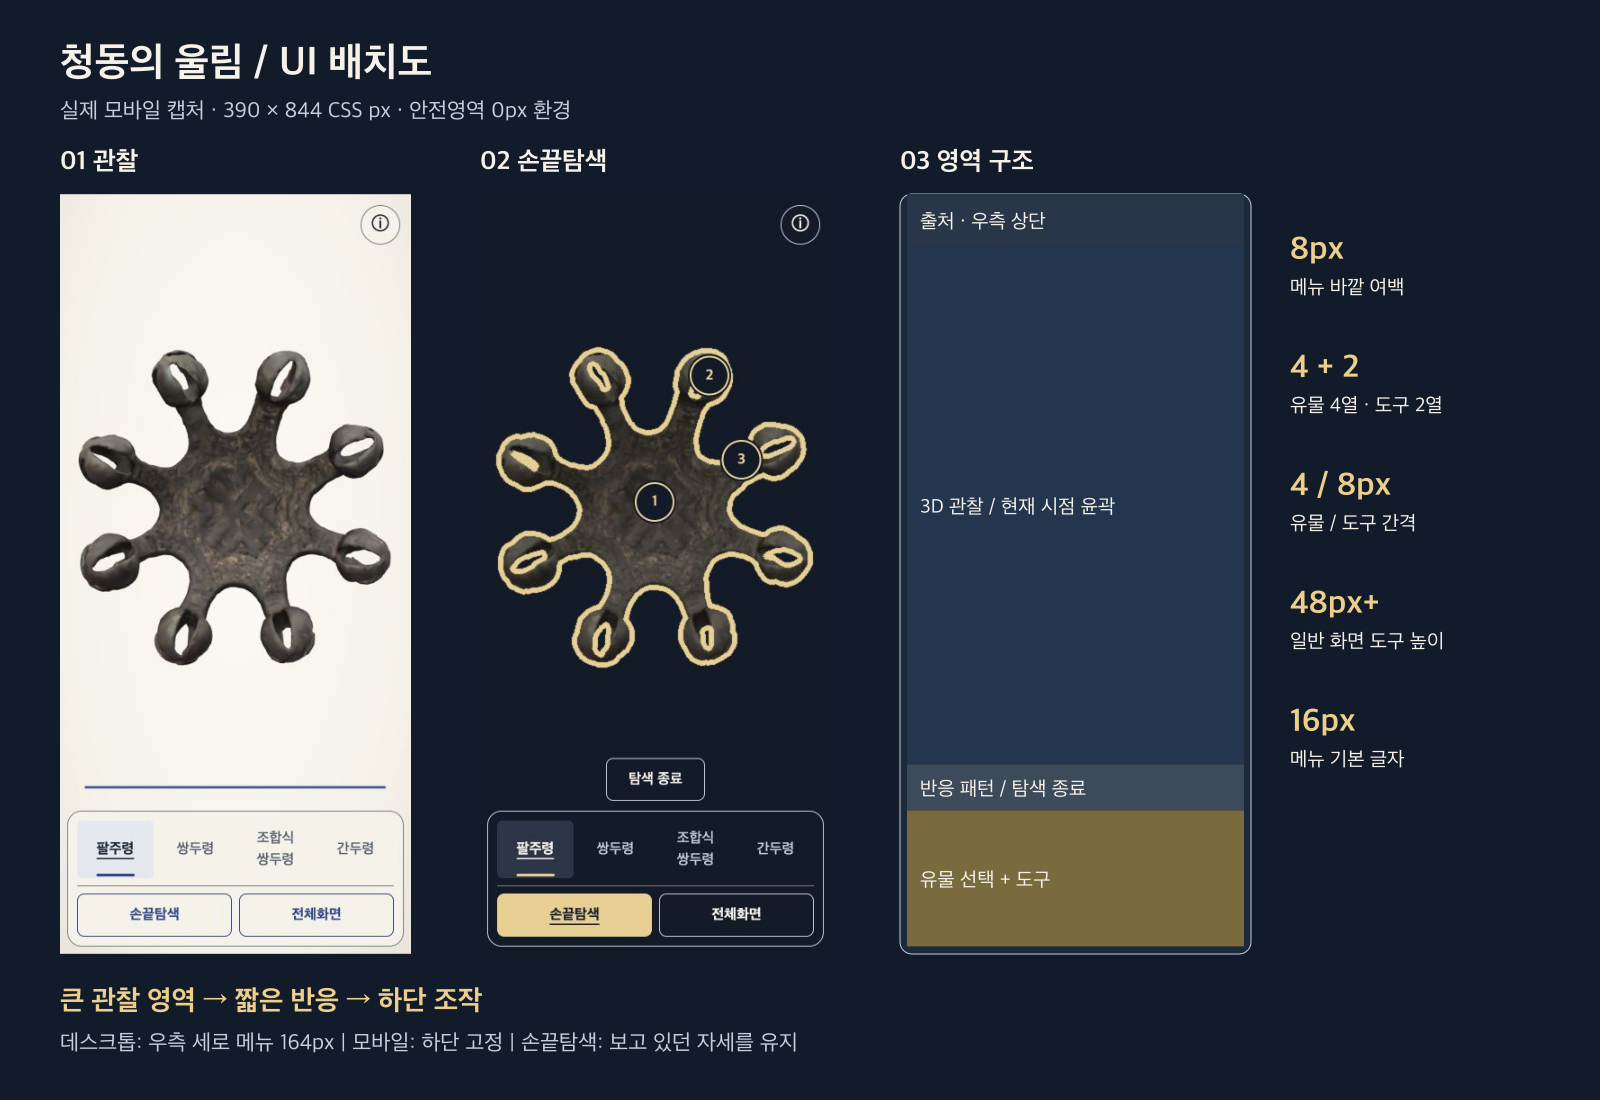 청동의 울림 / UI 배치도
실제 모바일 캡처 · 390 × 844 CSS px · 안전영역 0px 환경
01 관찰
ⓘ
팔주령
쌍두령
조합식
쌍두령
간두령
손끝탐색
전체화면
02 손끝탐색
ⓘ
2
3
1
탐색 종료
팔주령
쌍두령
조합식
쌍두령
간두령
손끝탐색
전체화면
03 영역 구조
출처 · 우측 상단
3D 관찰 / 현재 시점 윤곽
반응 패턴 / 탐색 종료
유물 선택 + 도구
8px
메뉴 바깥 여백
4 + 2
유물 4열 · 도구 2열
4 / 8px
유물 / 도구 간격
48px+
일반 화면 도구 높이
16px
메뉴 기본 글자
큰 관찰 영역 → 짧은 반응 → 하단 조작
데스크톱: 우측 세로 메뉴 164px | 모바일: 하단 고정 | 손끝탐색: 보고 있던 자세를 유지